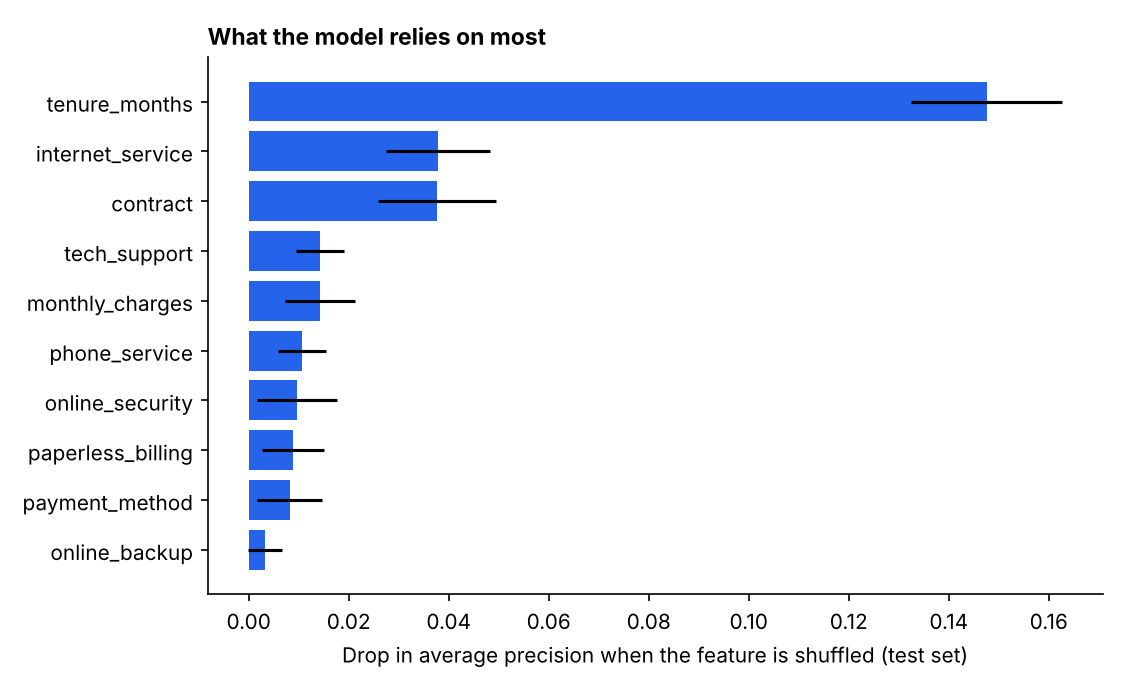 What the model relies on most
tenure_months
internet_service
contract
tech_support
monthly_charges
phone_service
online_security
paperless_billing
payment_method
online_backup
0.00 0.02 0.04 0.06 0.08 0.10 0.12 0.14 0.16
Drop in average precision when the feature is shuffled (test set)